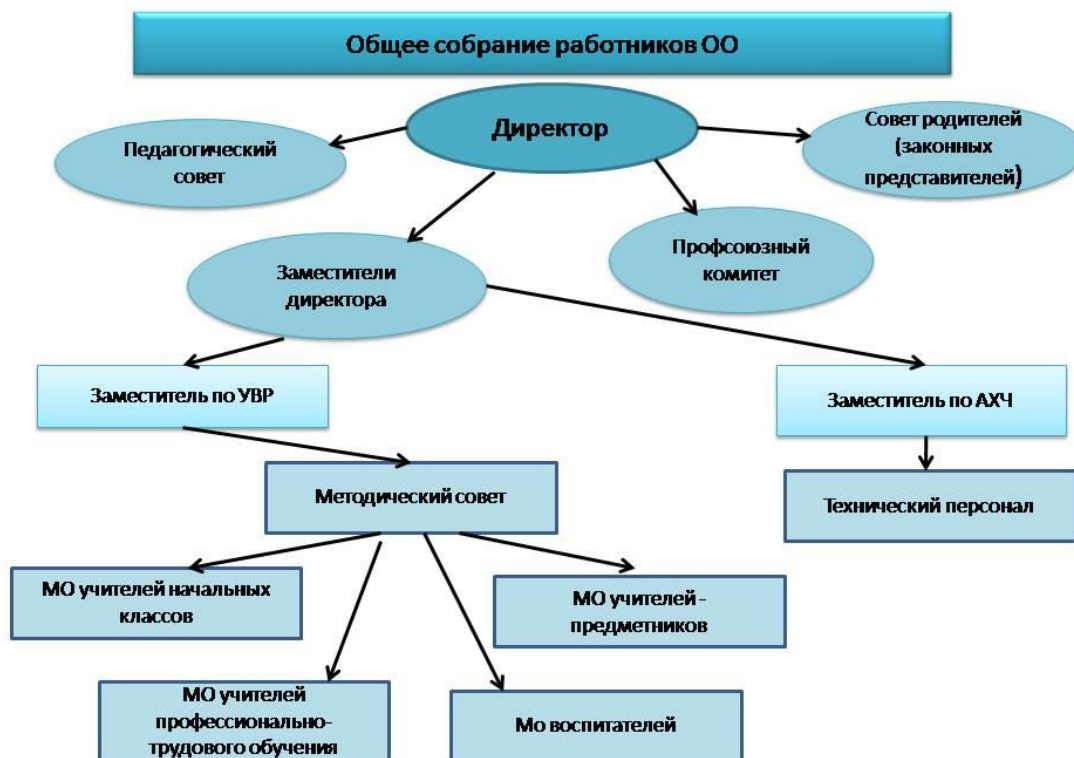 Общее собрание работников ОО
Директор
Педагогический
совет
Совет родителей
(законных
представителей)
Профсоюзный
комитет
Заместители
директора
Заместитель по УВР
Заместитель по АХЧ
Методический совет
Технический персонал
МО учителей начальных
классов
МО учителей -
предметников
МО учителей
профессионально-
трудового обучения
Мо воспитателей